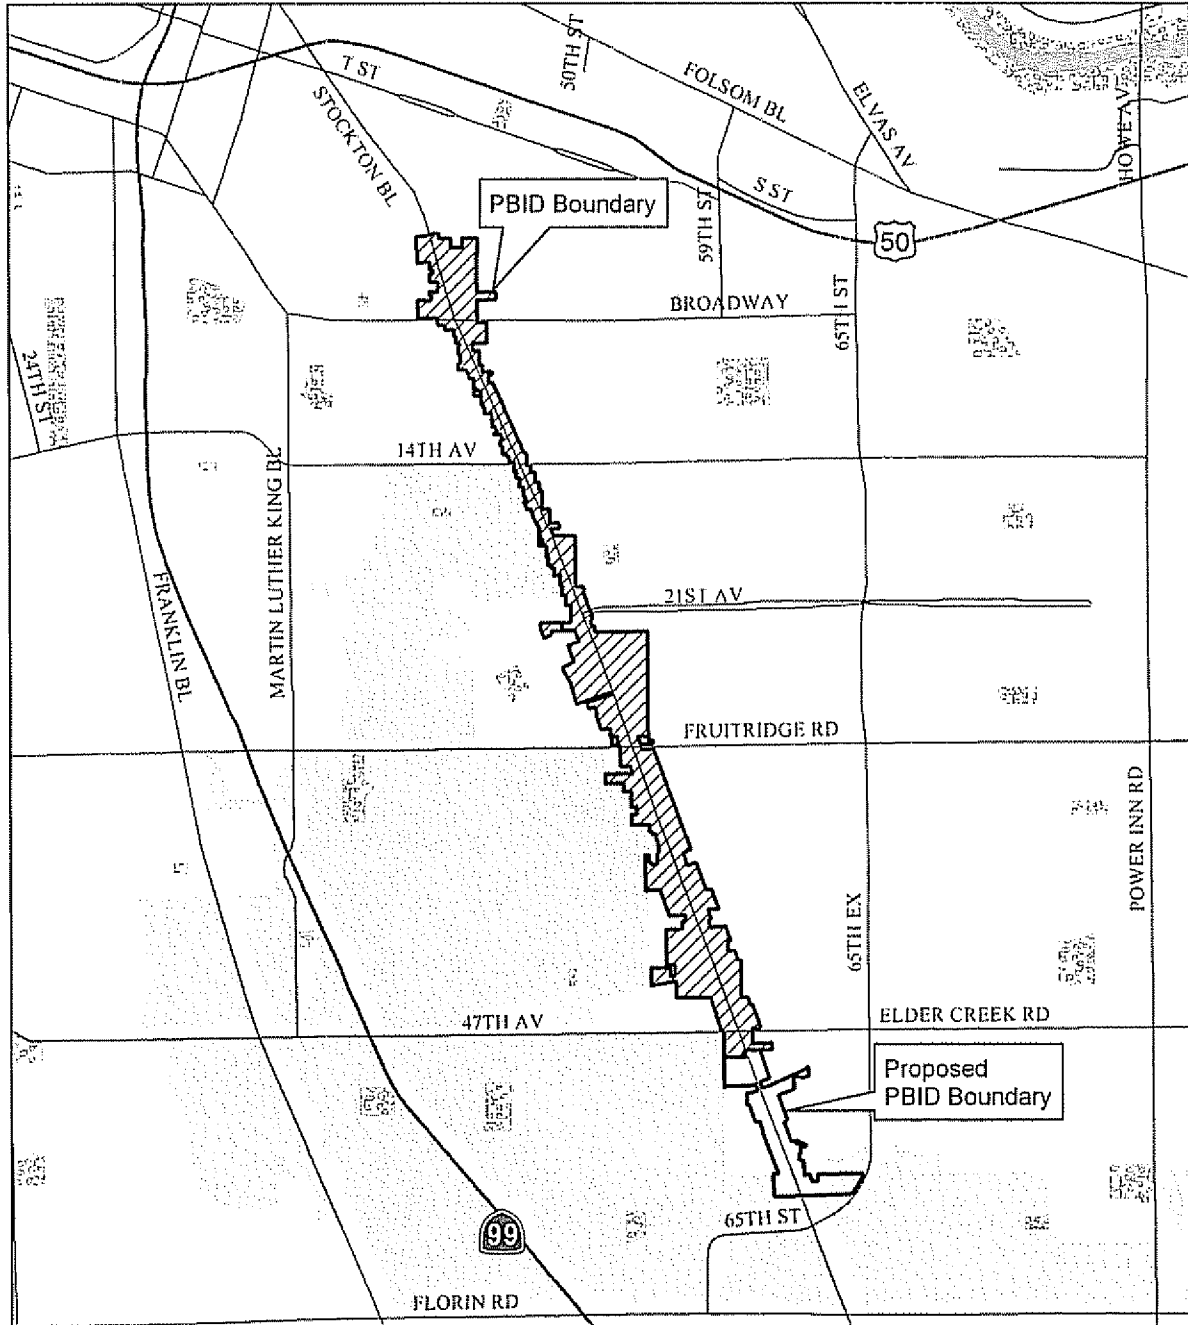 T ST
50TH ST
FOLSOM BL
ELVAS AV
HOWE AV
STOCKTON BL
PBID Boundary
59TH ST
S ST
50
BROADWAY
65TH ST
24TH ST
14TH AV
MARTIN LUTHER KING BL
FRANKLIN BL
21ST AV
FRUITRIDGE RD
POWER INN RD
65TH EX
47TH AV
ELDER CREEK RD
Proposed
PBID Boundary
65TH ST
99
FLORIN RD